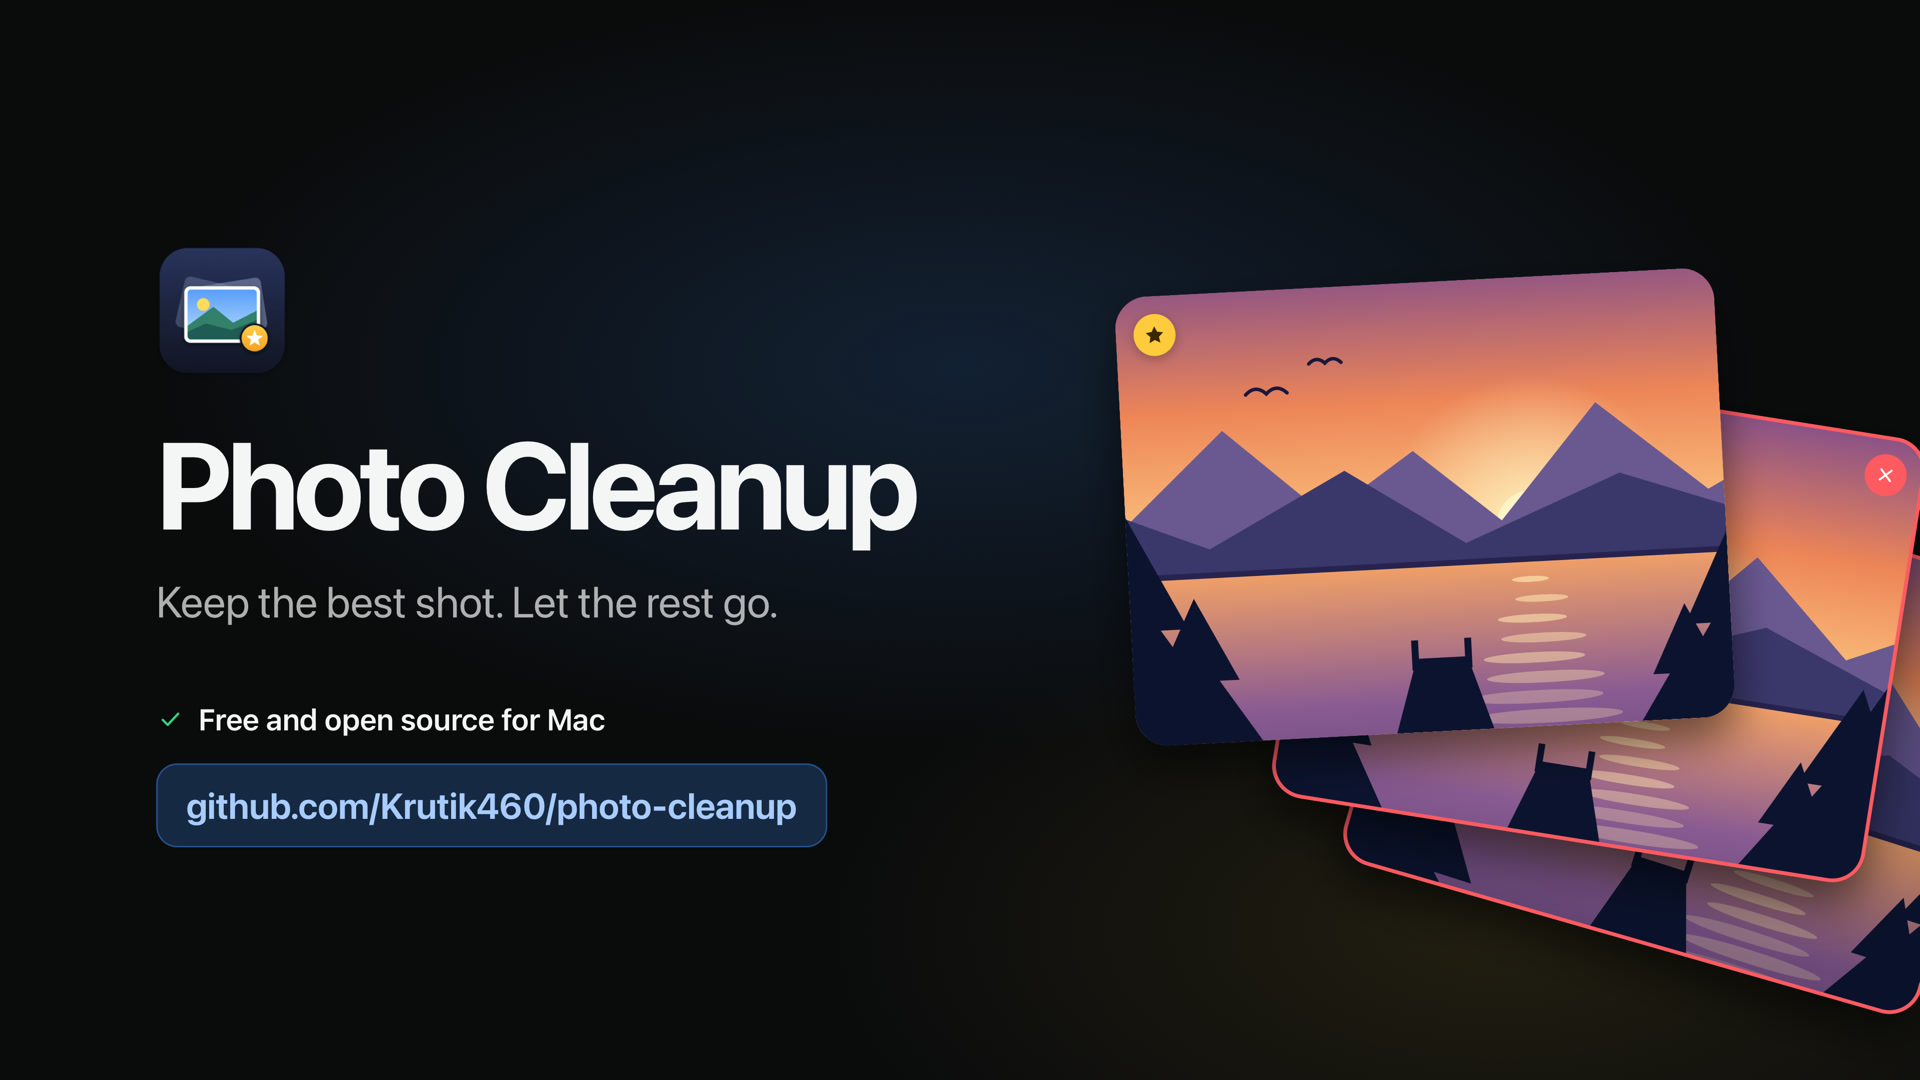 Photo Cleanup
Keep the best shot. Let the rest go.
Free and open source for Mac
github.com/Krutik460/photo-cleanup